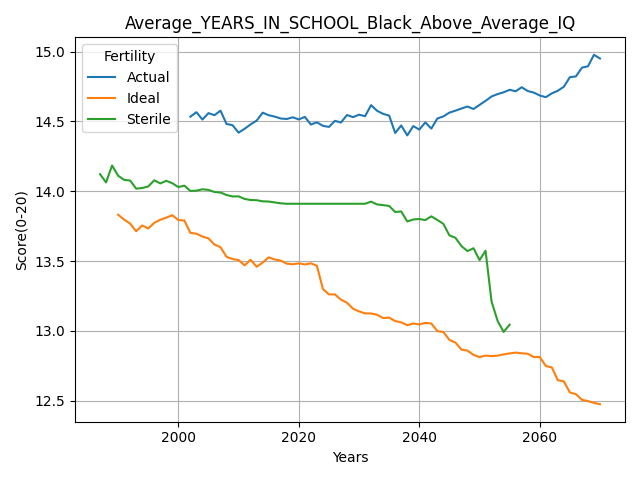 Average_YEARS_IN_SCHOOL_Black_Above_Average_IQ
Fertility
Actual
Ideal
Sterile
Score(0-20)
15.0
14.5
14.0
13.5
13.0
12.5
2000
2020
2040
2060
Years